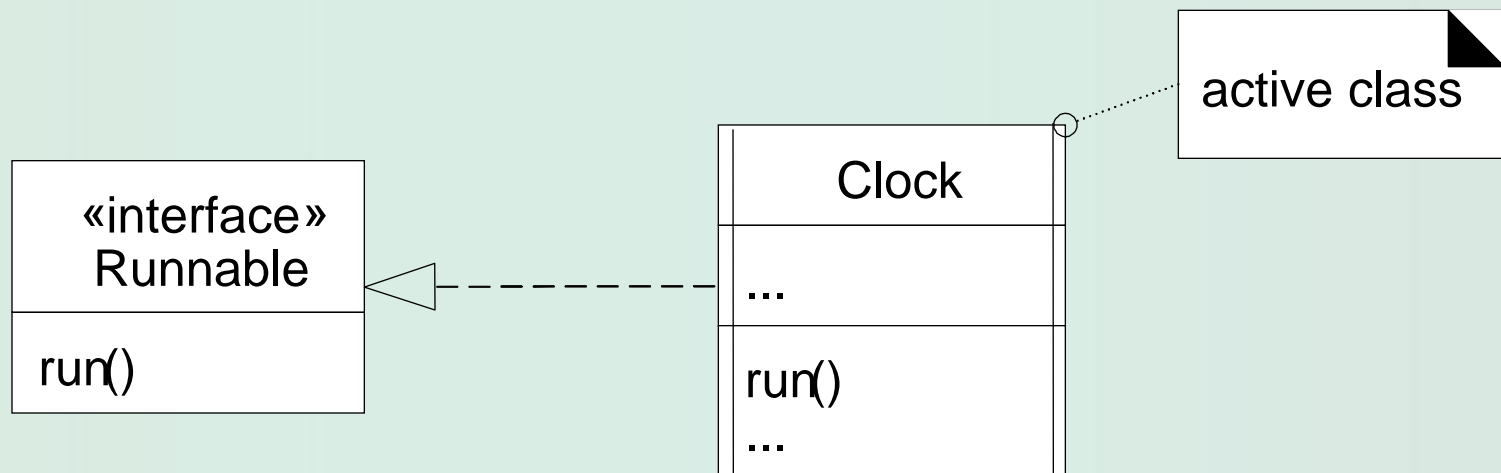 «interface»
Runnable
run()
Clock
...
run()
...
active class